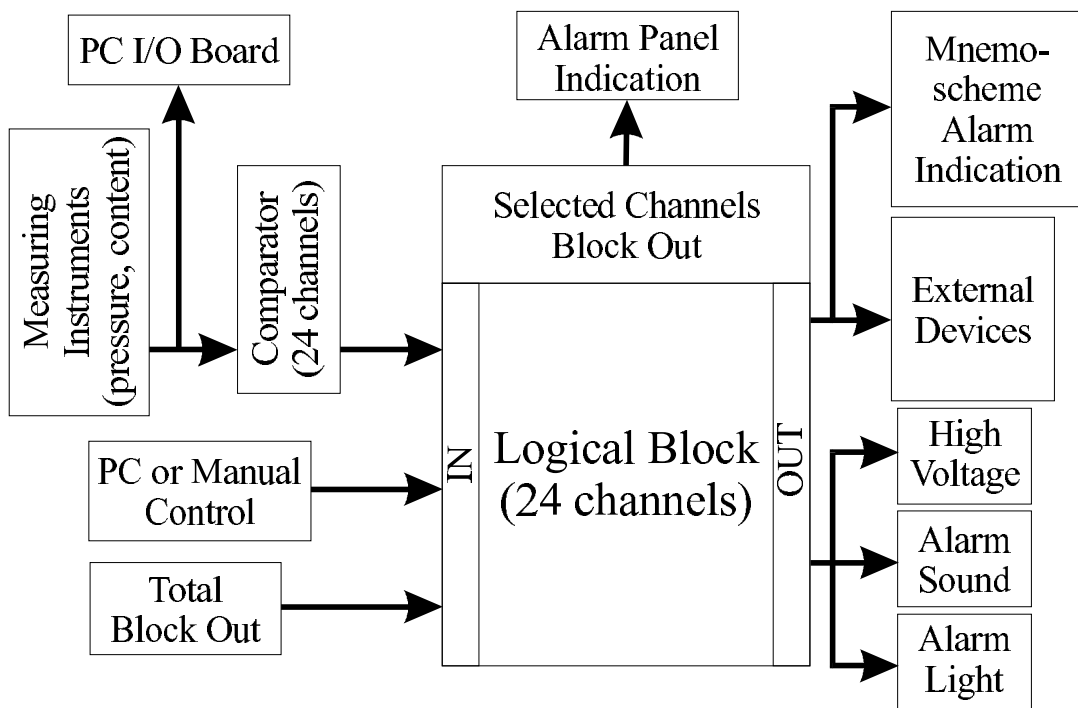 PC I/O Board
Alarm Panel
Indication
Mnemo-
scheme
Alarm
Indication
Measuring
Instruments
(pressure, content)
Comparator
(24 channels)
Selected Channels
Block Out
External
Devices
IN
Logical Block
(24 channels)
OUT
PC or Manual
Control
Total
Block Out
High
Voltage
Alarm
Sound
Alarm
Light